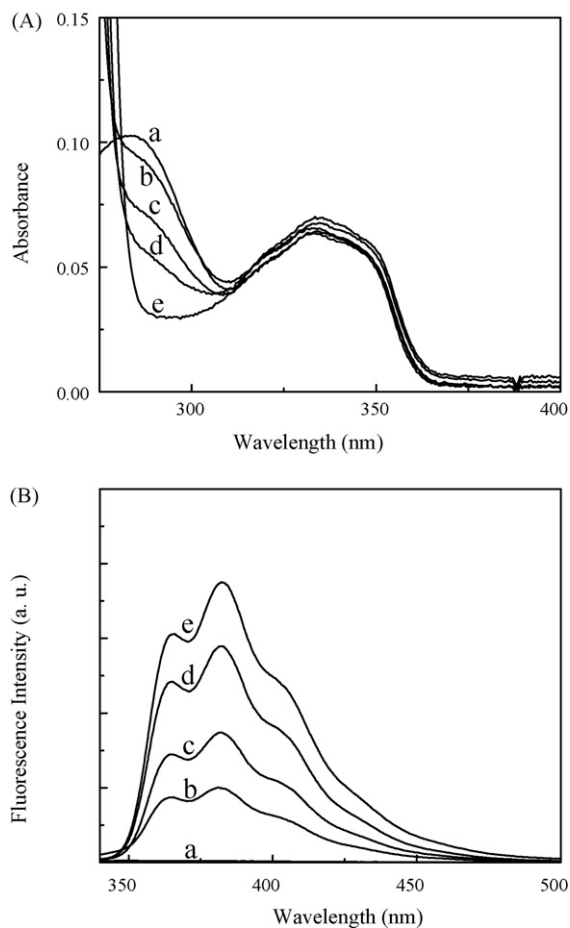 (A)
0.15
0.10
0.05
0.00
Absorbance
a
b
c
d
e
300
350
400
Wavelength (nm)
(B)
Fluorescence Intensity (a. u.)
e
d
c
b
a
350
400
450
500
Wavelength (nm)